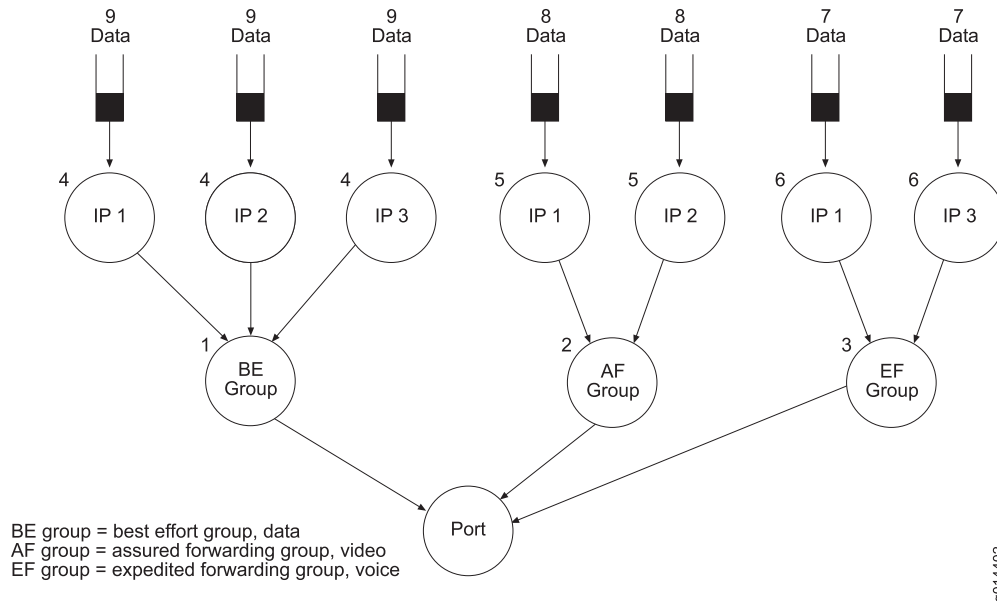 9 9 9 8 8 7 7
Data Data Data Data Data Data Data
4 4 4 5 5 6 6
IP 1 IP 2 IP 3 IP 1 IP 2 IP 1 IP 3
1 2 3
BE Group
AF Group
EF Group
Port
BE group = best effort group, data
AF group = assured forwarding group, video
EF group = expedited forwarding group, voice